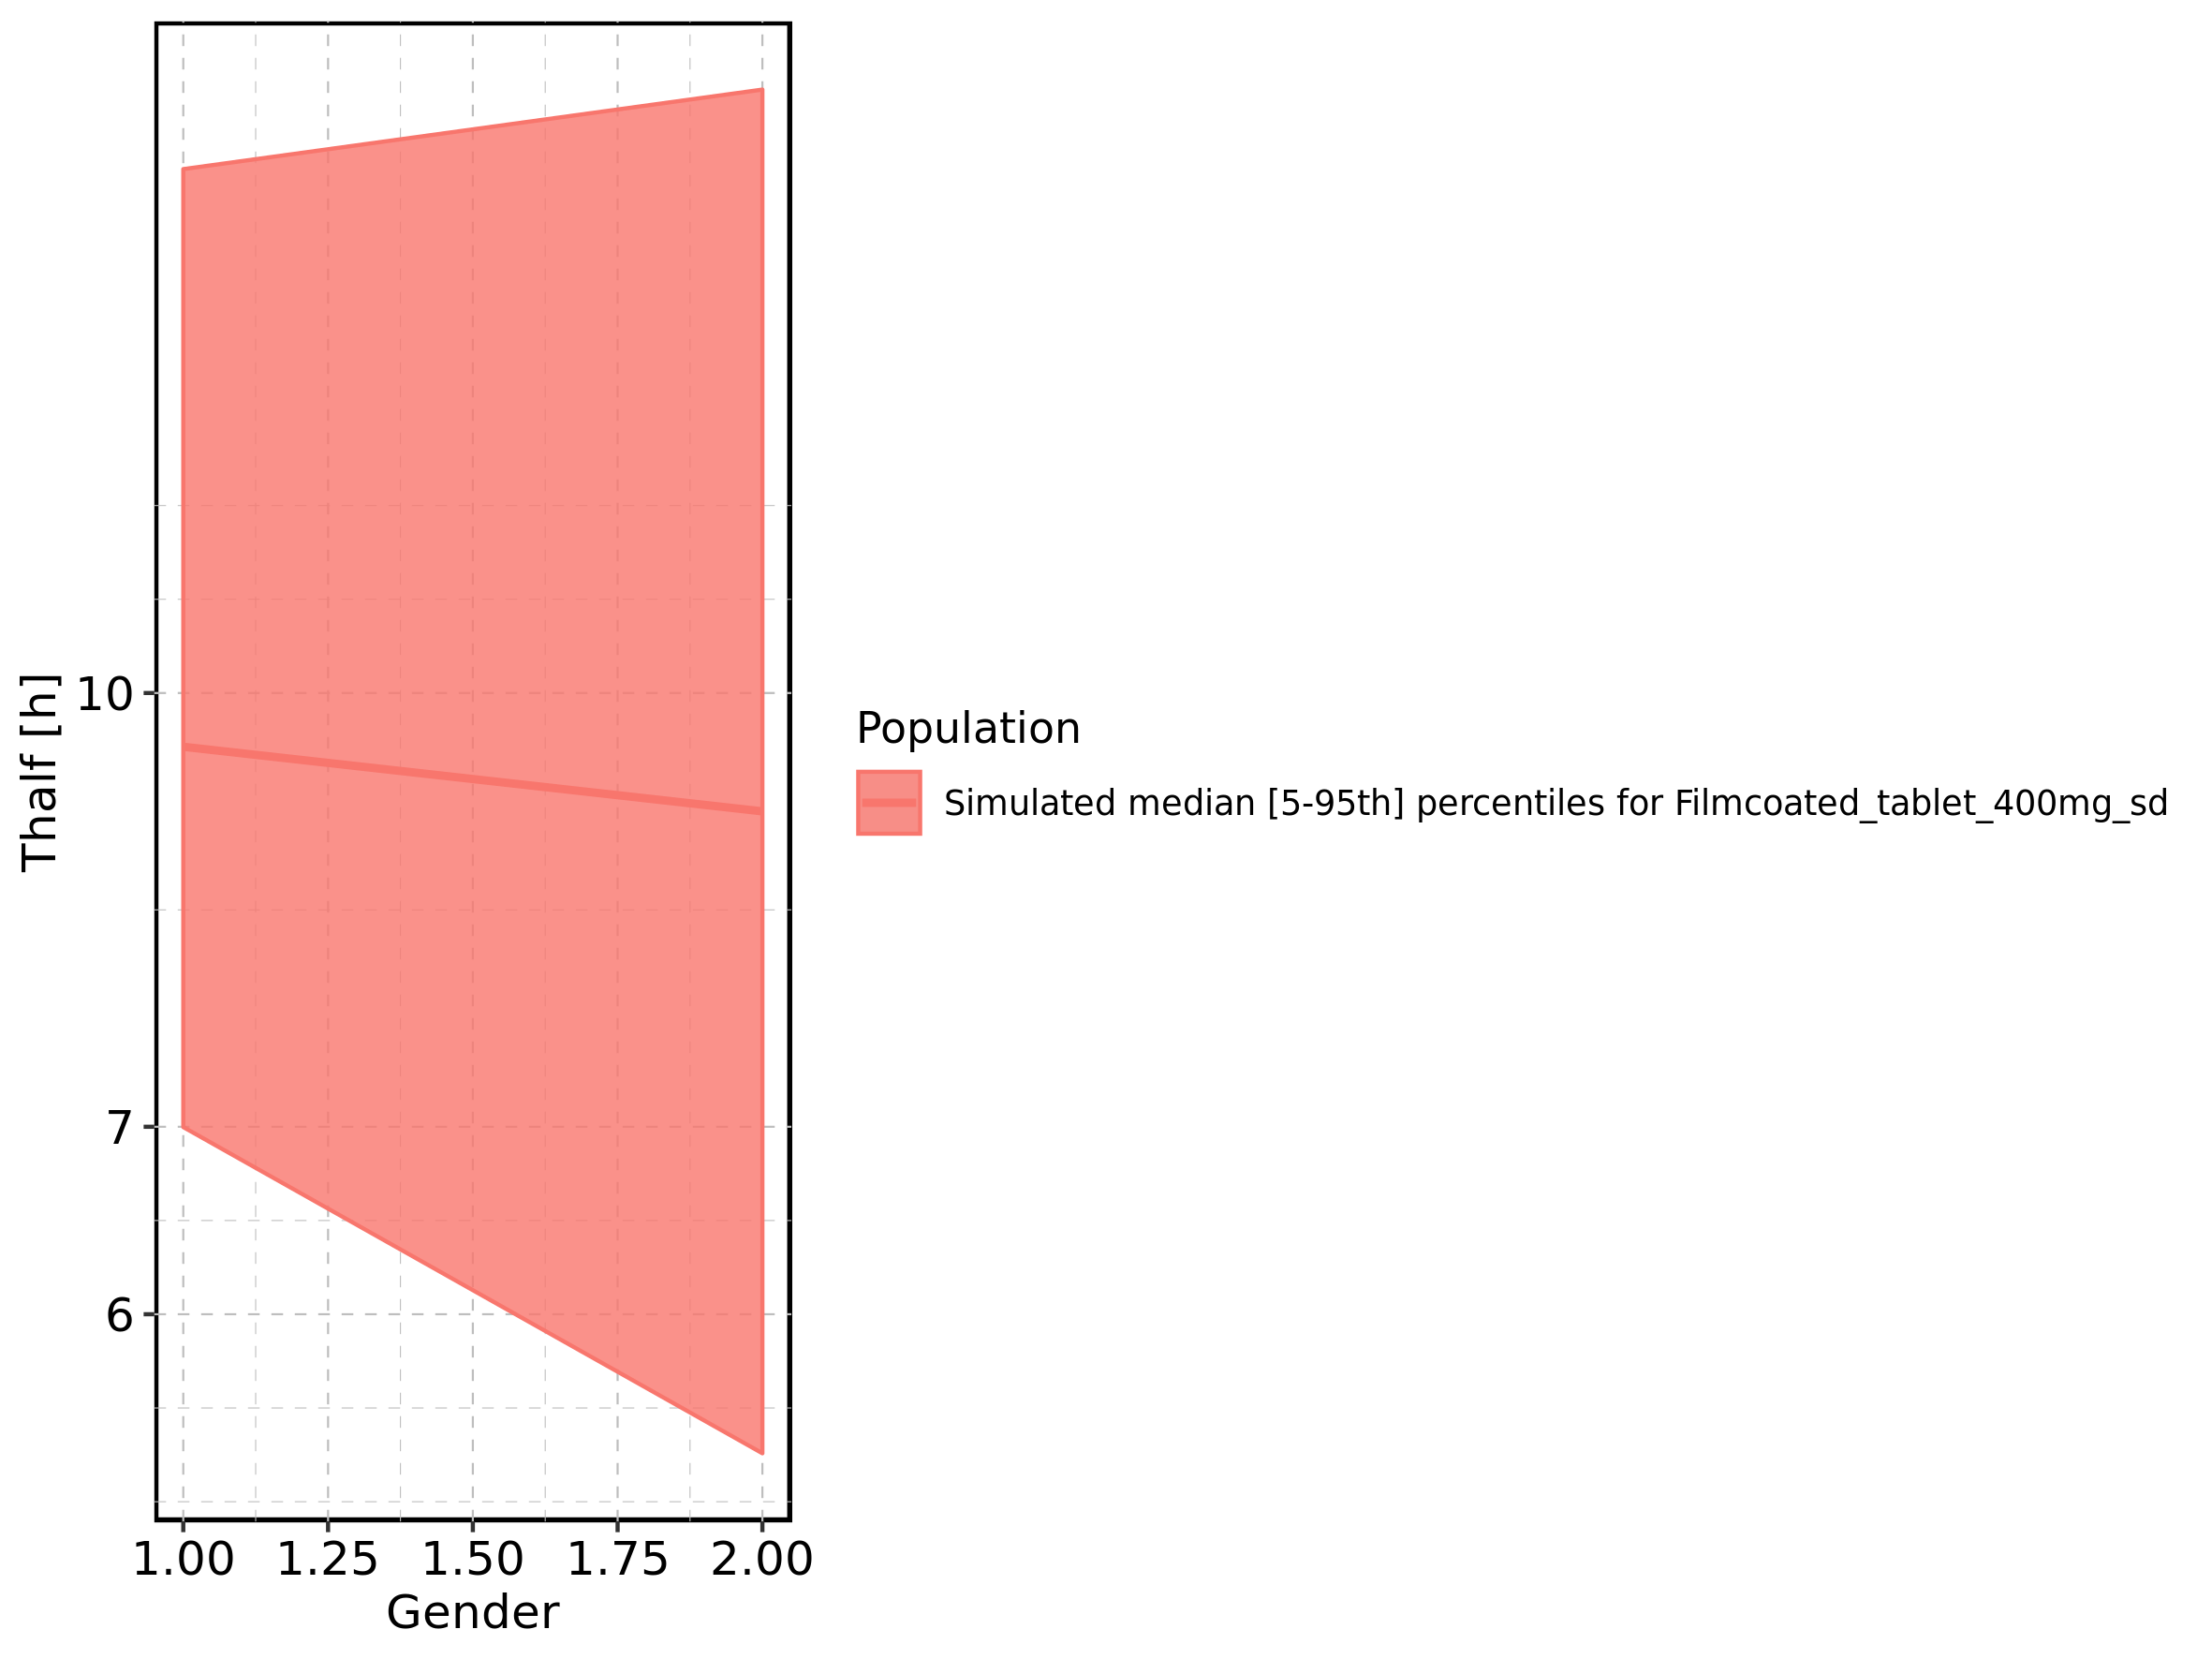 Thalf [h]
10
7
6
1.00 1.25 1.50 1.75 2.00
Gender
Population
Simulated median [5-95th] percentiles for Filmcoated_tablet_400mg_sd